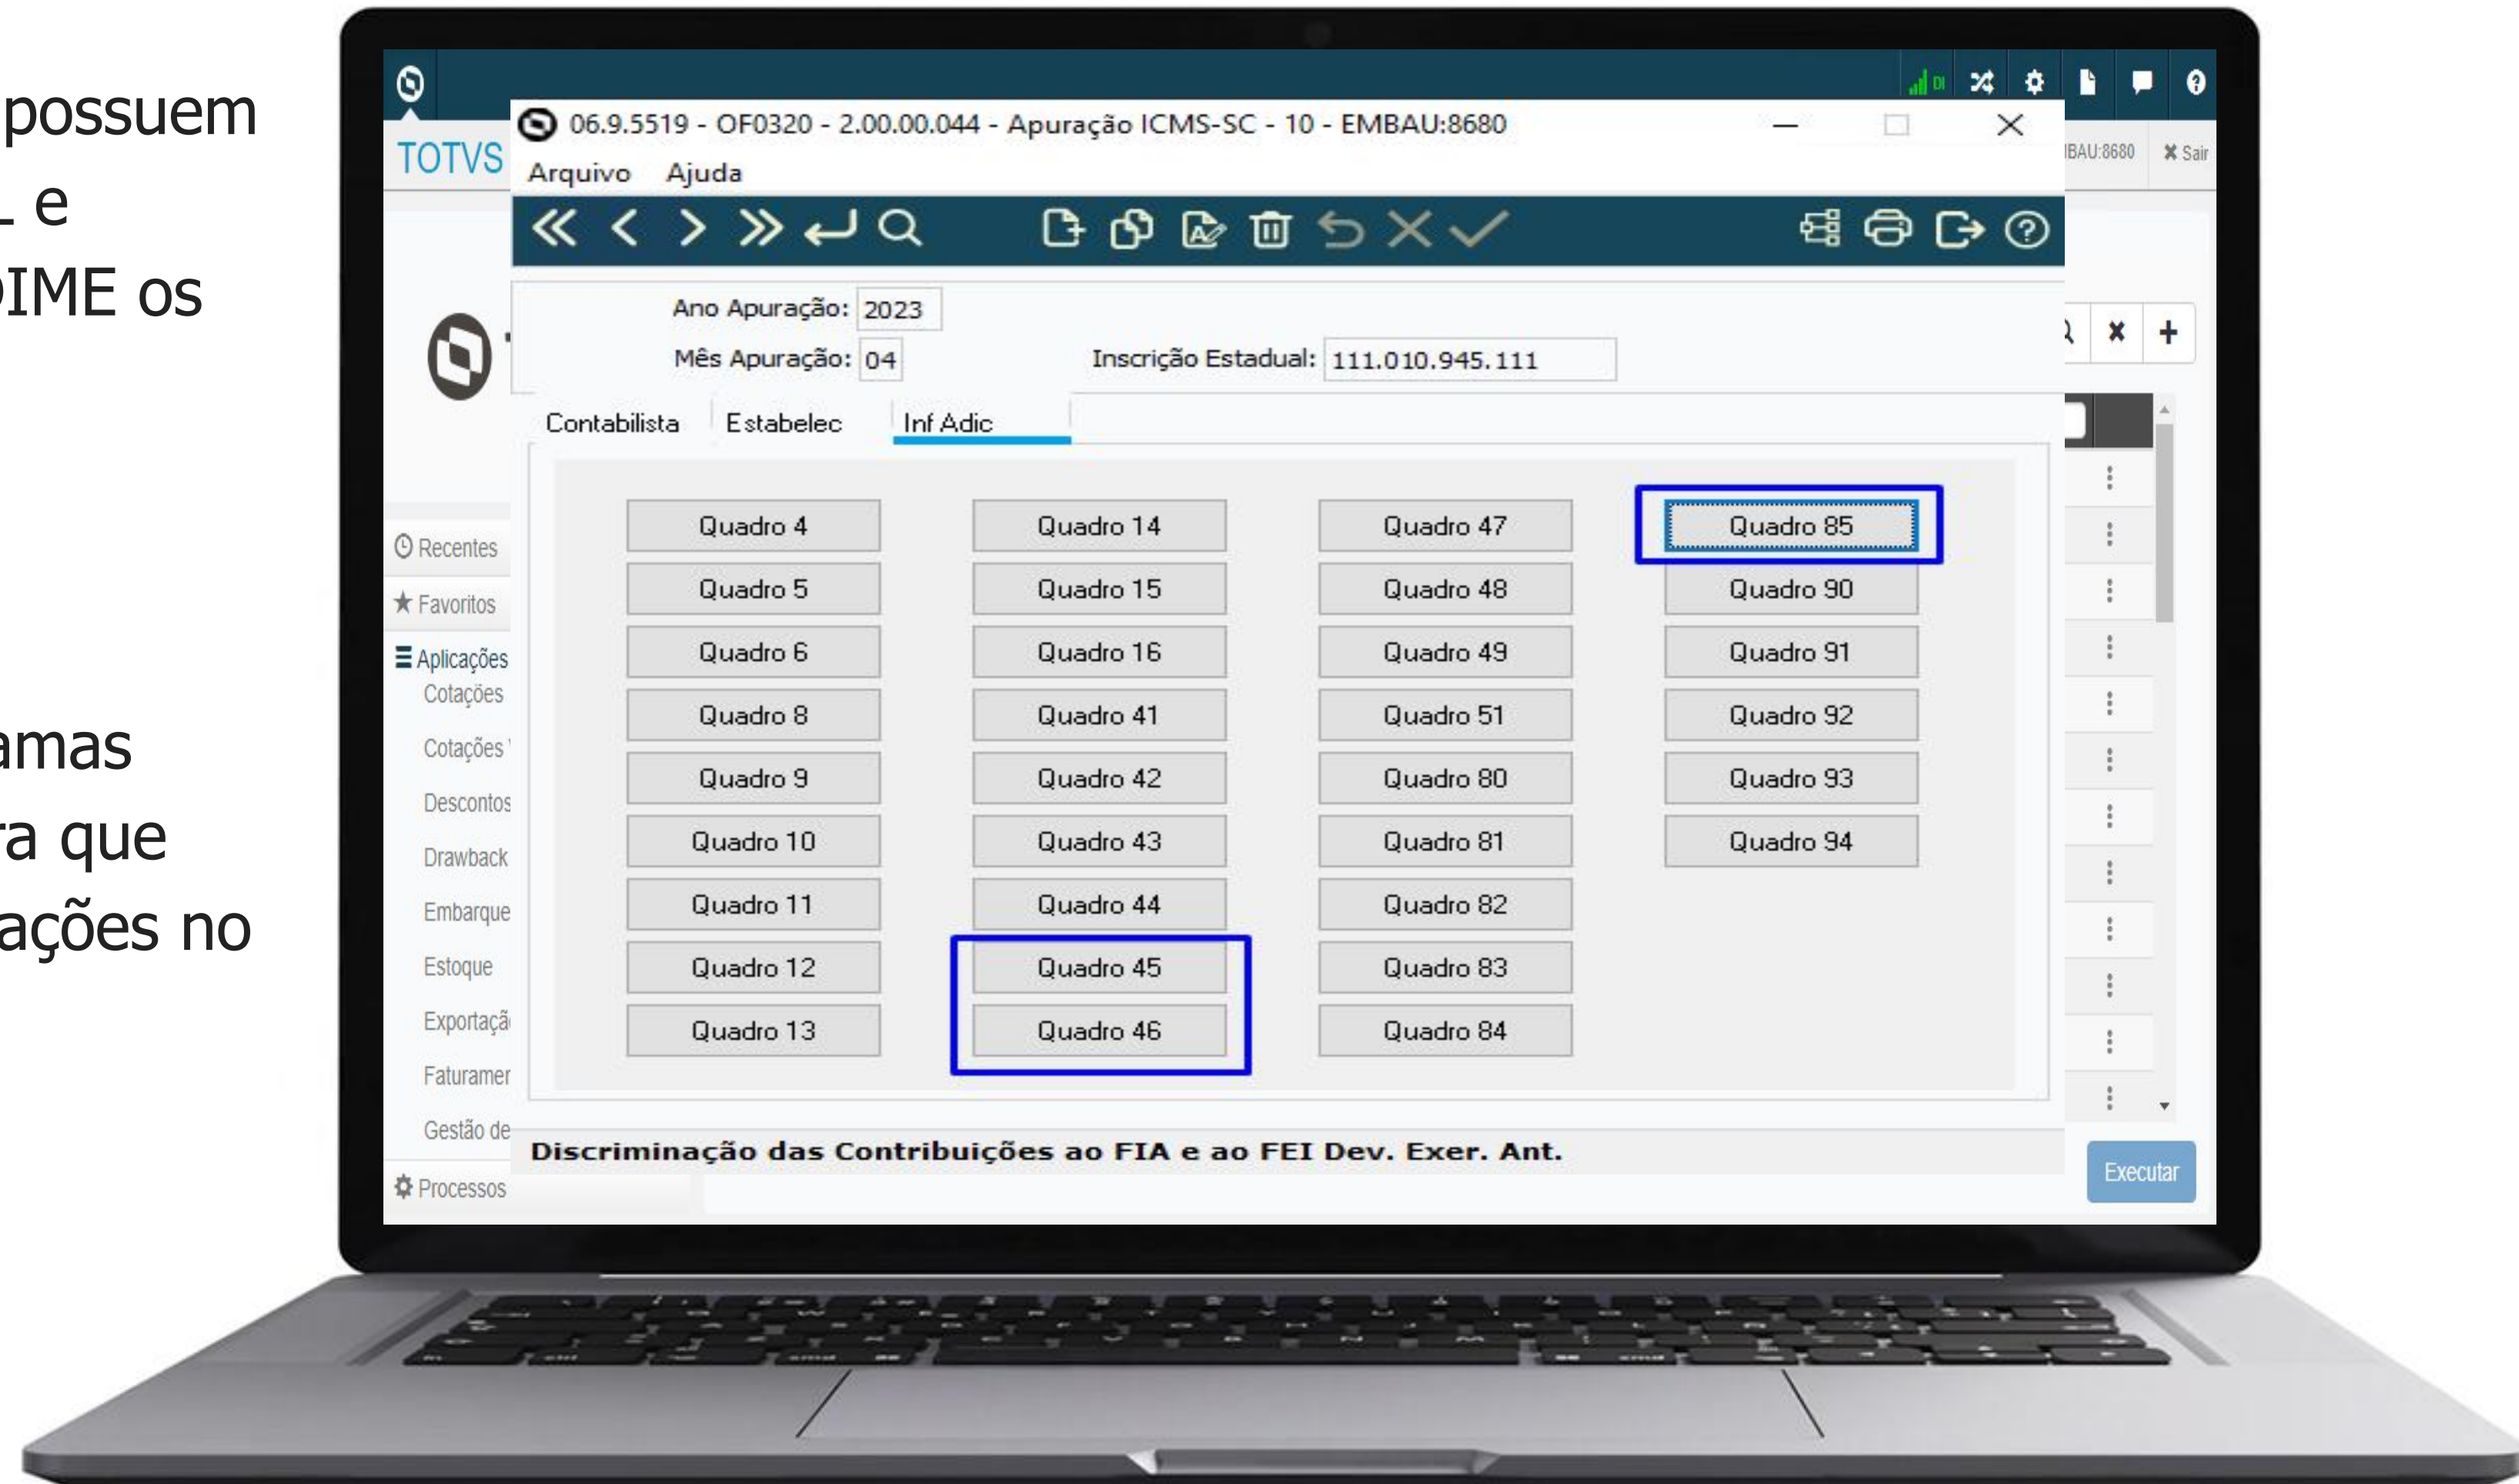 possuem
e
DIME os
amas
ra que
ações no
DI
TOTVS
BAU:8680 Sair
06.9.5519 - OF0320 - 2.00.00.044 - Apuração ICMS-SC - 10 - EMBAU:8680
Arquivo Ajuda
Ano Apuração: 2023
Mês Apuração: 04 Inscrição Estadual: 111.010.945.111
Contabilista Estabelec Inf Adic
Quadro 4 Quadro 14 Quadro 47 Quadro 85
Quadro 5 Quadro 15 Quadro 48 Quadro 90
Quadro 6 Quadro 16 Quadro 49 Quadro 91
Quadro 8 Quadro 41 Quadro 51 Quadro 92
Quadro 9 Quadro 42 Quadro 80 Quadro 93
Quadro 10 Quadro 43 Quadro 81 Quadro 94
Quadro 11 Quadro 44 Quadro 82
Quadro 12 Quadro 45 Quadro 83
Quadro 13 Quadro 46 Quadro 84
Discriminação das Contribuições ao FIA e ao FEI Dev. Exer. Ant.
Recentes
Favoritos
Aplicações
Cotações
Cotações
Descontos
Drawback
Embarque
Estoque
Exportaçã
Faturamer
Gestão de
Processos
Executar